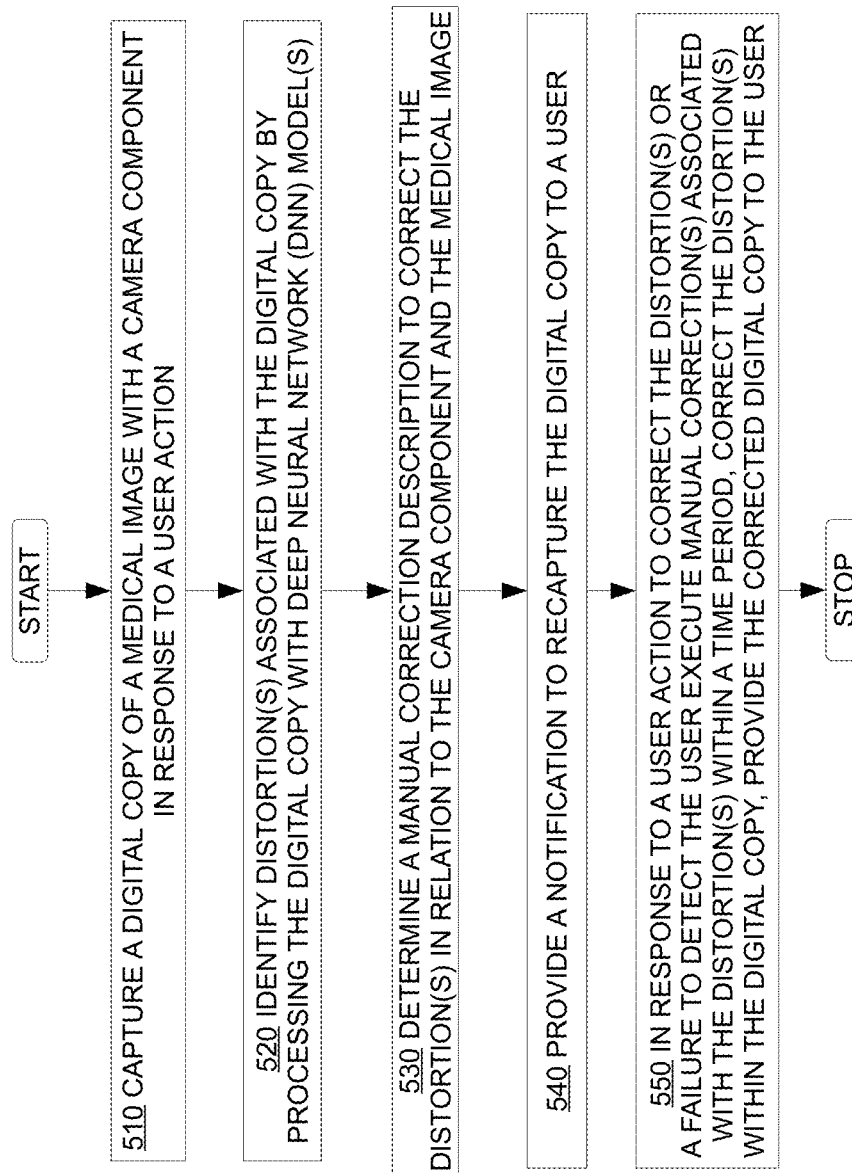 START
510 CAPTURE A DIGITAL COPY OF A MEDICAL IMAGE WITH A CAMERA COMPONENT
IN RESPONSE TO A USER ACTION
520 IDENTIFY DISTORTION(S) ASSOCIATED WITH THE DIGITAL COPY BY
PROCESSING THE DIGITAL COPY WITH DEEP NEURAL NETWORK (DNN) MODEL(S)
530 DETERMINE A MANUAL CORRECTION DESCRIPTION TO CORRECT THE
DISTORTION(S) IN RELATION TO THE CAMERA COMPONENT AND THE MEDICAL IMAGE
540 PROVIDE A NOTIFICATION TO RECAPTURE THE DIGITAL COPY TO A USER
550 IN RESPONSE TO A USER ACTION TO CORRECT THE DISTORTION(S) OR
A FAILURE TO DETECT THE USER EXECUTE MANUAL CORRECTION(S) ASSOCIATED
WITH THE DISTORTION(S) WITHIN A TIME PERIOD, CORRECT THE DISTORTION(S)
WITHIN THE DIGITAL COPY, PROVIDE THE CORRECTED DIGITAL COPY TO THE USER
STOP